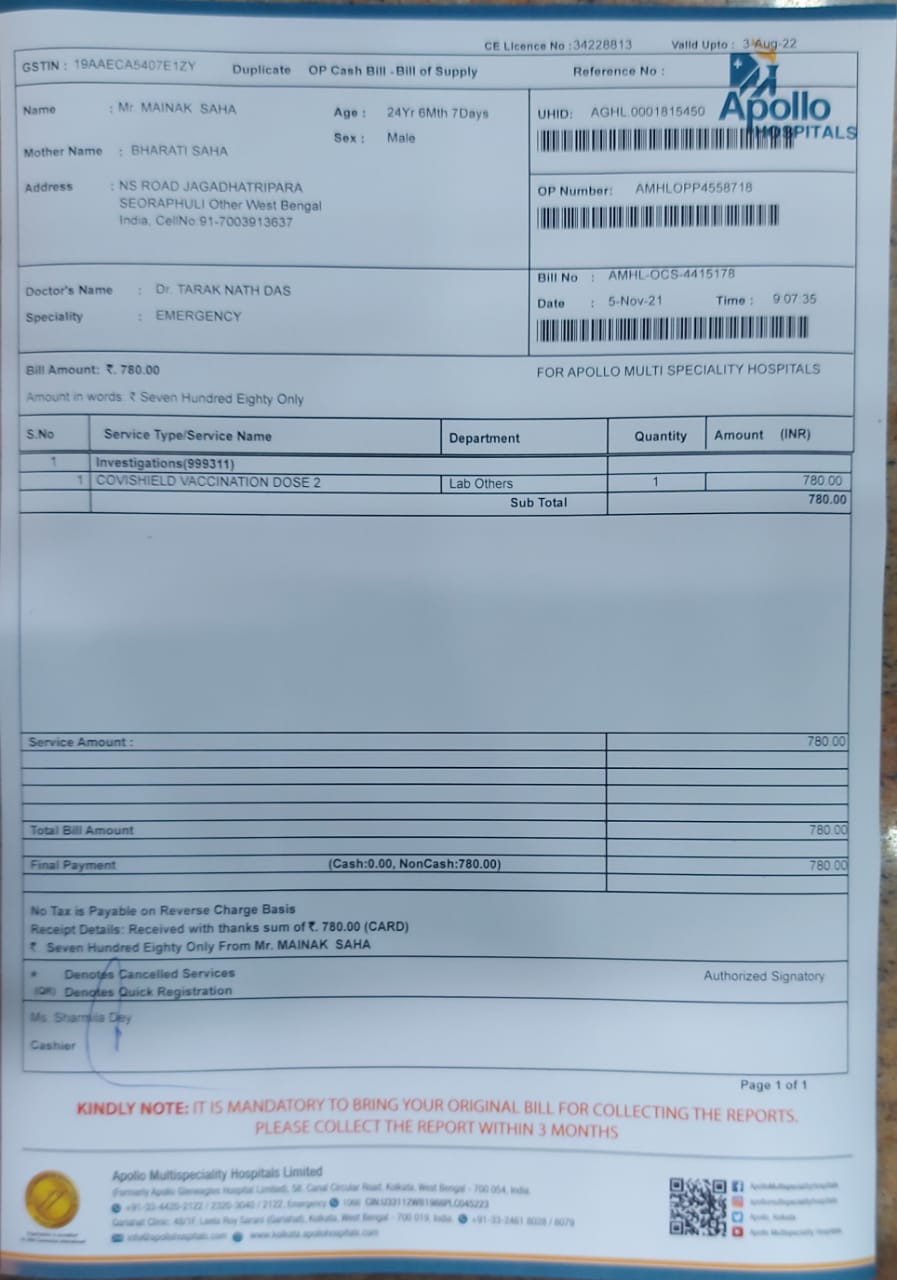 CE Licence No :34228813 Valid Upto : 3-Aug-22
GSTIN : 19AAECA5407E1ZY Duplicate OP Cash Bill -Bill of Supply Reference No :
Apollo
HOSPITALS
Name : Mr MAINAK SAHA Age : 24Yr 6Mth 7Days UHID: AGHL.0001815450
Sex : Male
Mother Name : BHARATI SAHA
Address : NS ROAD JAGADHATRIPARA OP Number: AMHLOPP4558718
SEORAPHULI Other West Bengal
India, CellNo:91-7003913637
Bill No : AMHL-OCS-4415178
Doctor's Name : Dr. TARAK NATH DAS Date : 5-Nov-21 Time : 9:07:35
Speciality : EMERGENCY
Bill Amount: ₹. 780.00 FOR APOLLO MULTI SPECIALITY HOSPITALS
Amount in words: ₹ Seven Hundred Eighty Only
S.No Service Type/Service Name Department Quantity Amount (INR)
1 Investigations(999311)
1 COVISHIELD VACCINATION DOSE 2 Lab Others 1 780.00
Sub Total 780.00
Service Amount : 780.00
Total Bill Amount 780.00
Final Payment (Cash:0.00, NonCash:780.00) 780.00
No Tax is Payable on Reverse Charge Basis
Receipt Details: Received with thanks sum of ₹. 780.00 (CARD)
₹ Seven Hundred Eighty Only From Mr. MAINAK SAHA
* Denotes Cancelled Services Authorized Signatory
(QR) Denotes Quick Registration
Ms. Sharmila Dey
Cashier
Page 1 of 1
KINDLY NOTE: IT IS MANDATORY TO BRING YOUR ORIGINAL BILL FOR COLLECTING THE REPORTS.
PLEASE COLLECT THE REPORT WITHIN 3 MONTHS
Apollo Multispeciality Hospitals Limited
(Formerly Apollo Gleneagles Hospital Limited), 58, Canal Circular Road, Kolkata, West Bengal - 700 054, India.
+91-33-4420-2122 / 2320-3040 / 2122, Emergency 1066
Gariahat Clinic: 48/1F, Leela Roy Sarani (Gariahat), Kolkata, West Bengal - 700 019, India. +91-33-2461 8028 / 8079
info@apollohospitals.com www.kolkata.apollohospitals.com